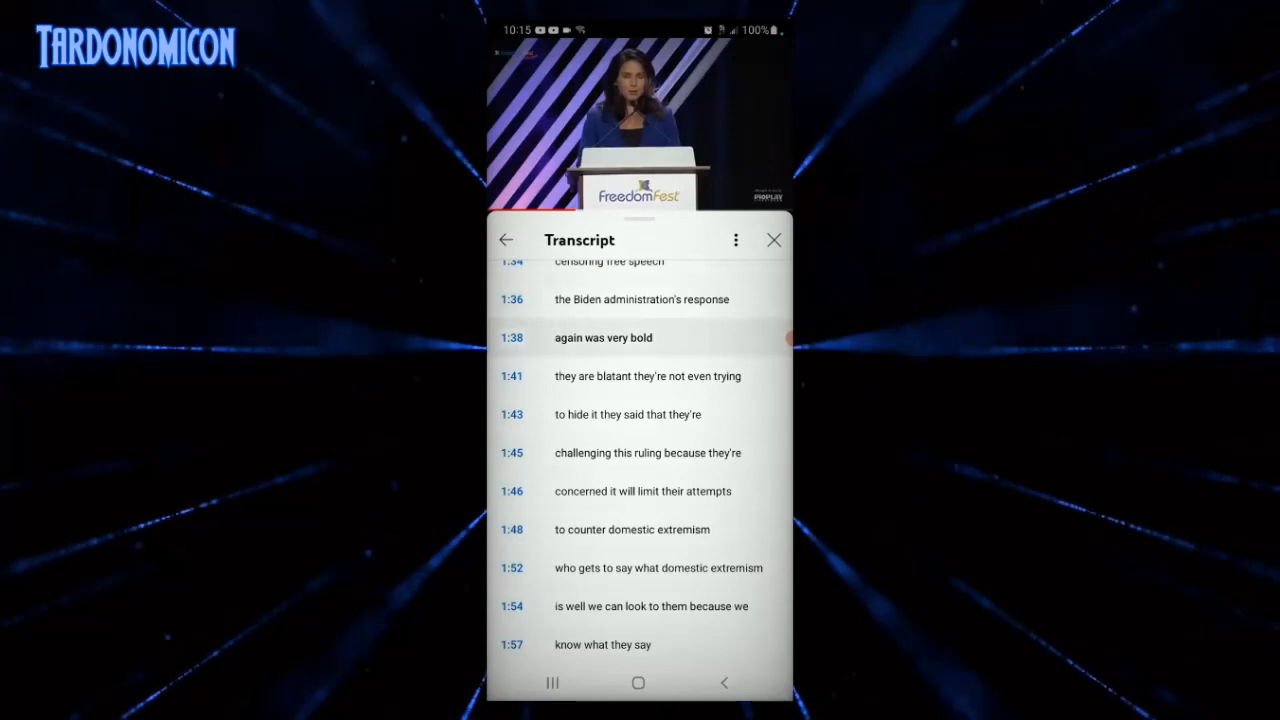 TARDONOMICON
10:15
100%
FreedomFest
Transcript
1:34 censoring free speech
1:36 the Biden administration's response
1:38 again was very bold
1:41 they are blatant they're not even trying
1:43 to hide it they said that they're
1:45 challenging this ruling because they're
1:46 concerned it will limit their attempts
1:48 to counter domestic extremism
1:52 who gets to say what domestic extremism
1:54 is well we can look to them because we
1:57 know what they say